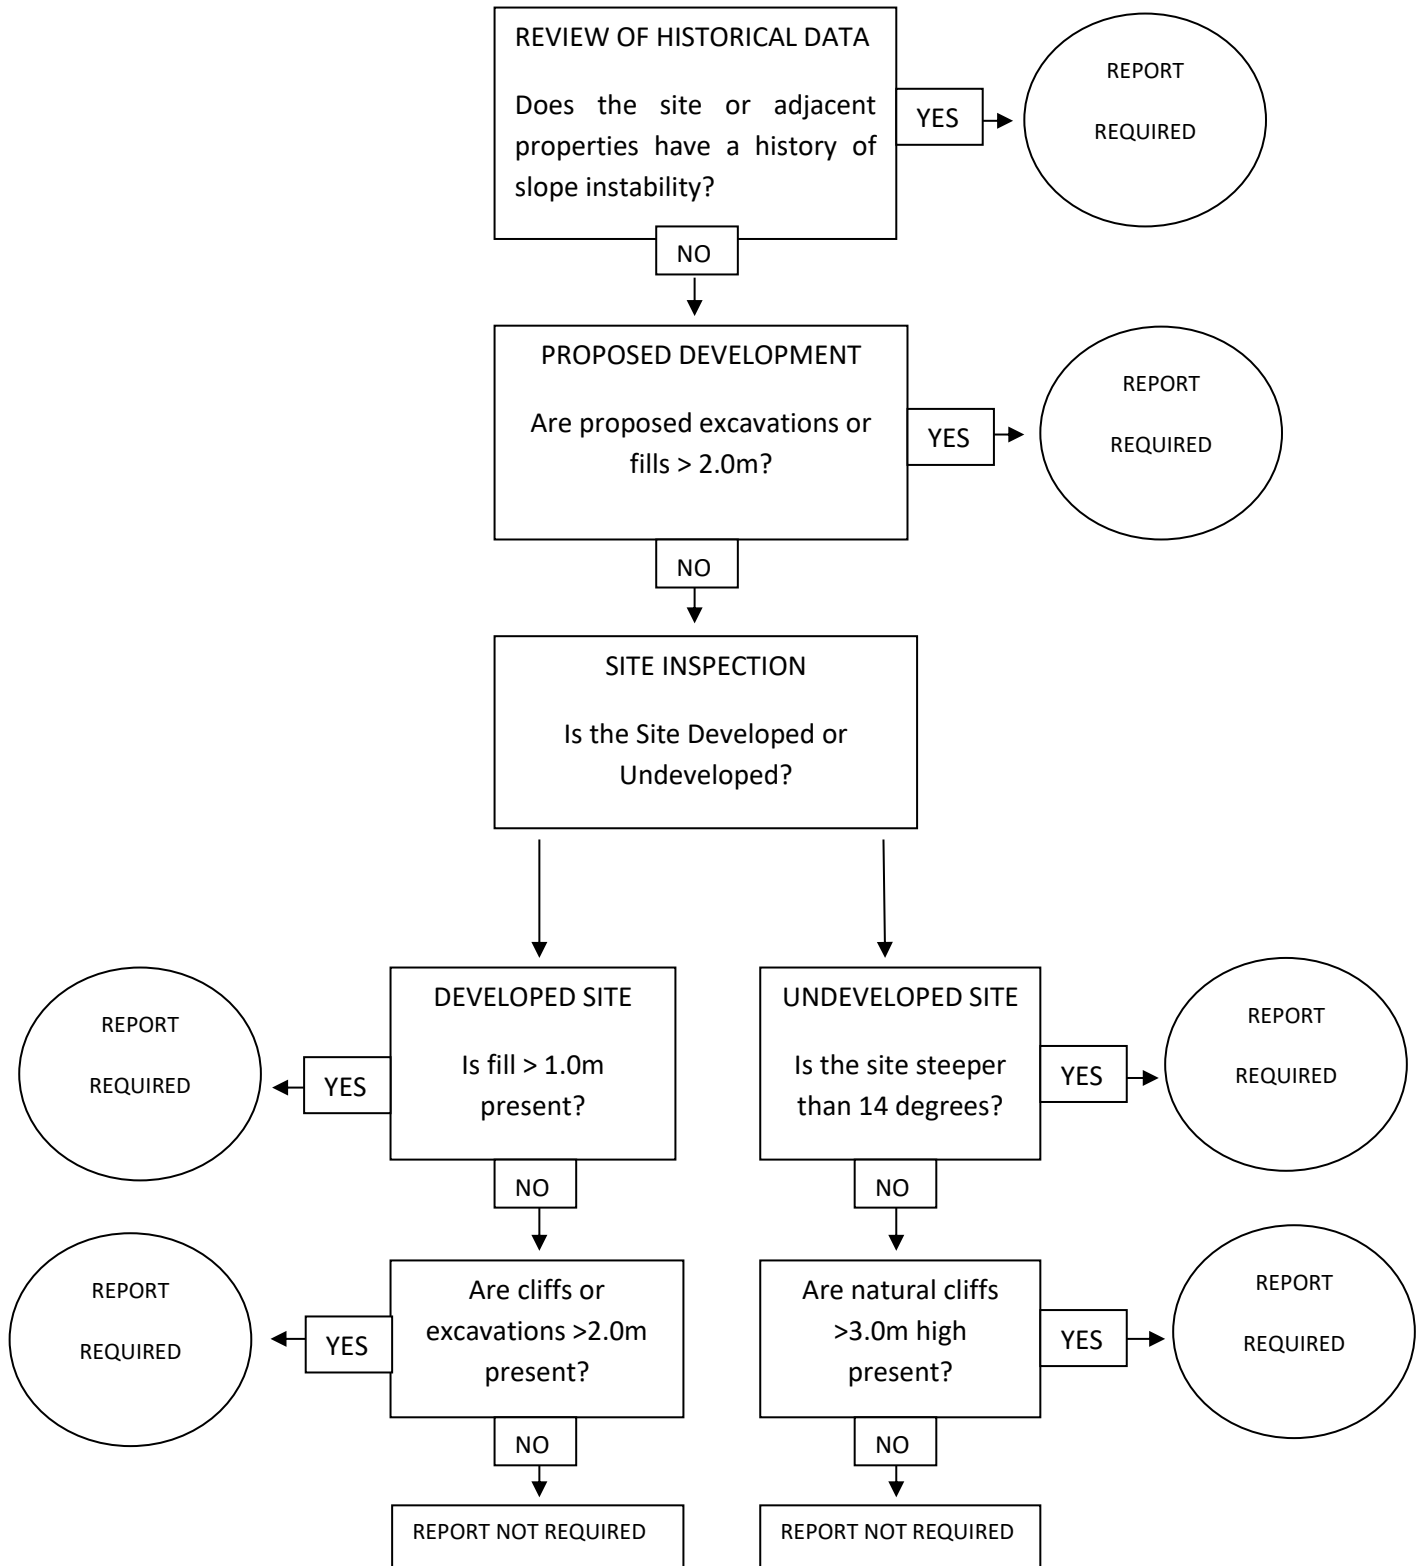 REVIEW OF HISTORICAL DATA
Does the site or adjacent
properties have a history of
slope instability?
YES
REPORT
REQUIRED
NO
PROPOSED DEVELOPMENT
Are proposed excavations or
fills > 2.0m?
YES
REPORT
REQUIRED
NO
SITE INSPECTION
Is the Site Developed or
Undeveloped?
DEVELOPED SITE
Is fill > 1.0m
present?
YES
REPORT
REQUIRED
NO
Are cliffs or
excavations >2.0m
present?
YES
REPORT
REQUIRED
NO
REPORT NOT REQUIRED
UNDEVELOPED SITE
Is the site steeper
than 14 degrees?
YES
REPORT
REQUIRED
NO
Are natural cliffs
>3.0m high
present?
YES
REPORT
REQUIRED
NO
REPORT NOT REQUIRED